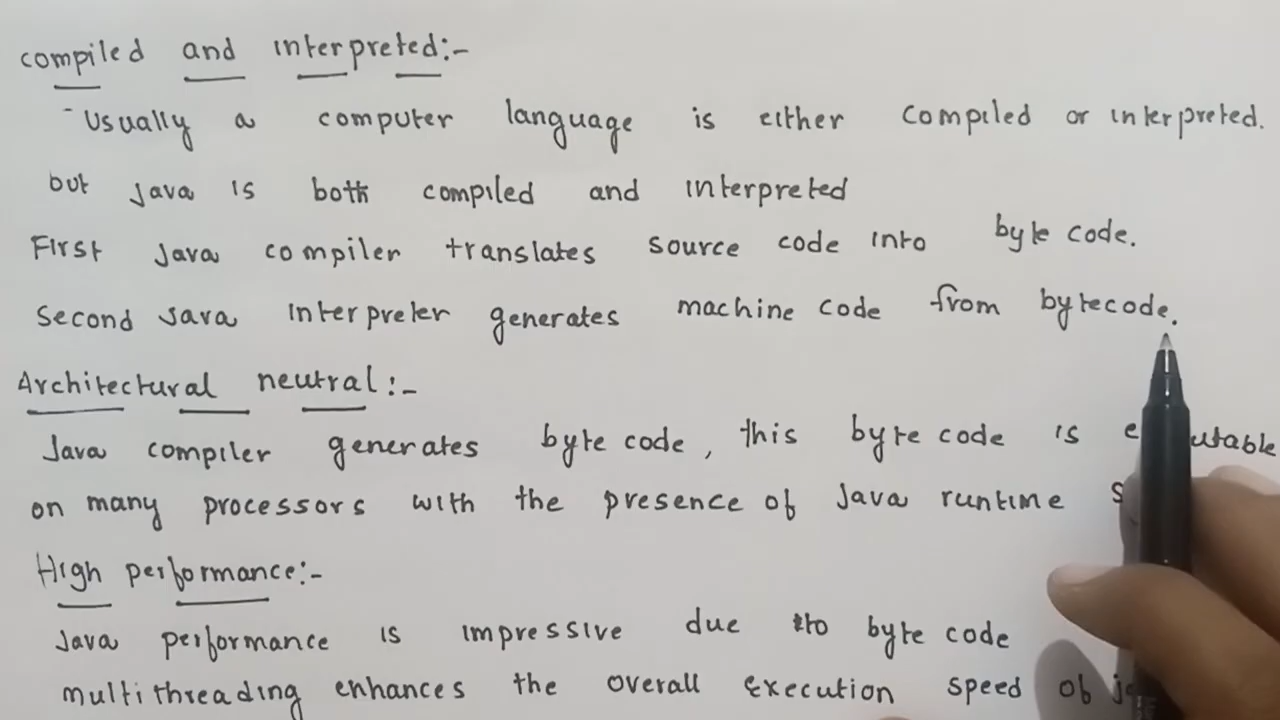 compiled and interpreted:-
- Usually a computer language is either compiled or interpreted.
but java is both compiled and interpreted
First Java compiler translates source code into byte code.
Second Java interpreter generates machine code from bytecode.
Architectural neutral:-
Java compiler generates byte code, this byte code is
on many processors with the presence of Java runtime
High performance:-
Java performance is impressive due to byte code
multithreading enhances the overall execution speed of